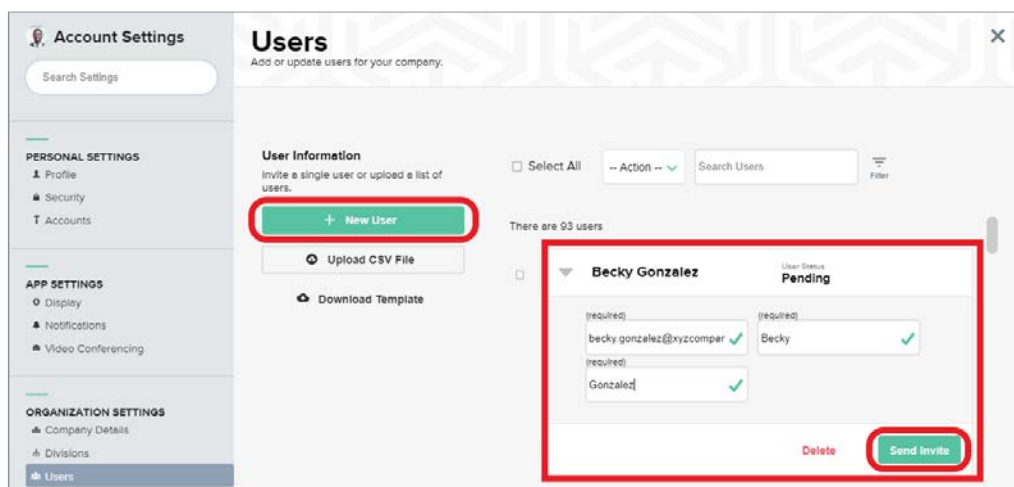 Account Settings
Search Settings
PERSONAL SETTINGS
Profile
Security
Accounts
APP SETTINGS
Display
Notifications
Video Conferencing
ORGANIZATION SETTINGS
Company Details
Divisions
Users
Users
Add or update users for your company.
User Information
Invite a single user or upload a list of
users.
+ New User
Upload CSV File
Download Template
Select All
-- Action --
Search Users
Filter
There are 93 users
Becky Gonzalez
User Status
Pending
(required)
becky.gonzalez@xyzcompar
(required)
Becky
(required)
Gonzalez
Delete
Send Invite